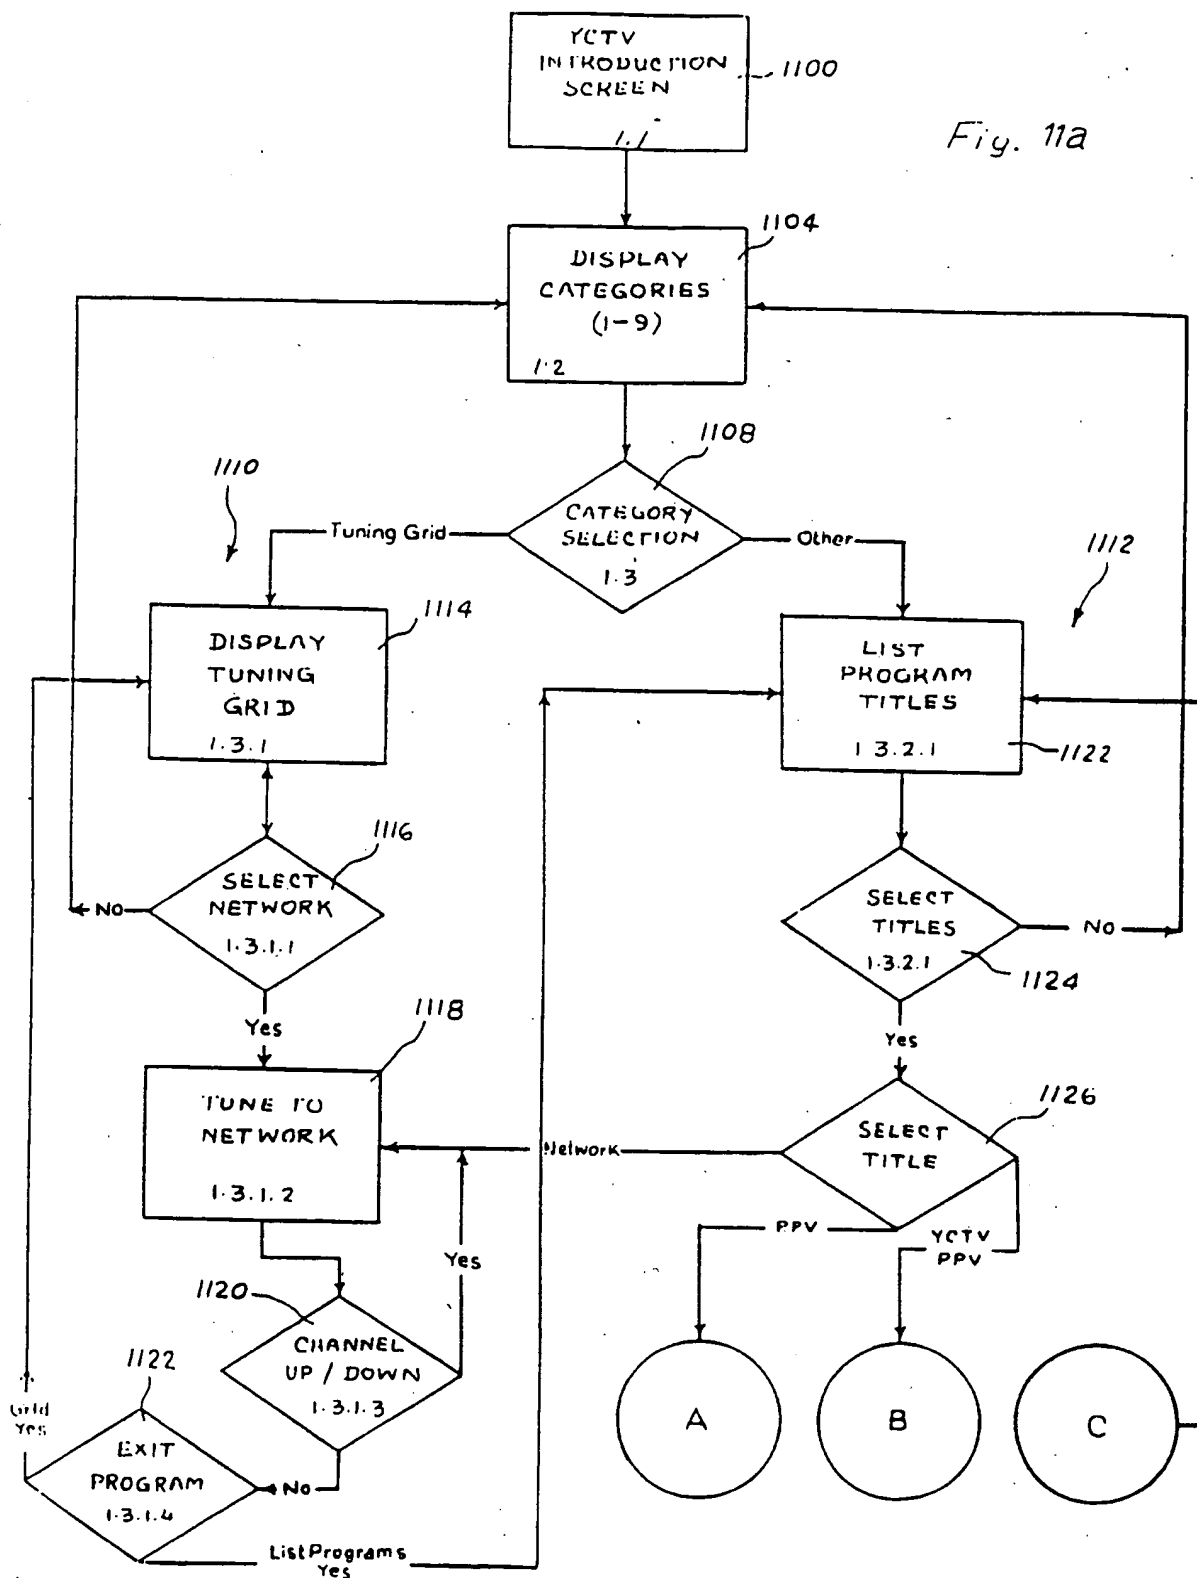 YCTV
INTRODUCTION
SCREEN
1.1
1100
Fig. 11a
1104
DISPLAY
CATEGORIES
(1-9)
1.2
1108
CATEGORY
SELECTION
1.3
Tuning Grid
Other
1110
1112
1114
DISPLAY
TUNING
GRID
1.3.1
LIST
PROGRAM
TITLES
1.3.2.1
1122
1116
SELECT
NETWORK
1.3.1.1
No
Yes
SELECT
TITLES
1.3.2.1
No
1124
Yes
1118
TUNE TO
NETWORK
1.3.1.2
Network
1126
SELECT
TITLE
PPV
YCTV
PPV
Yes
1120
CHANNEL
UP / DOWN
1.3.1.3
No
1122
EXIT
PROGRAM
1.3.1.4
Grid
Yes
List Programs
Yes
A
B
C